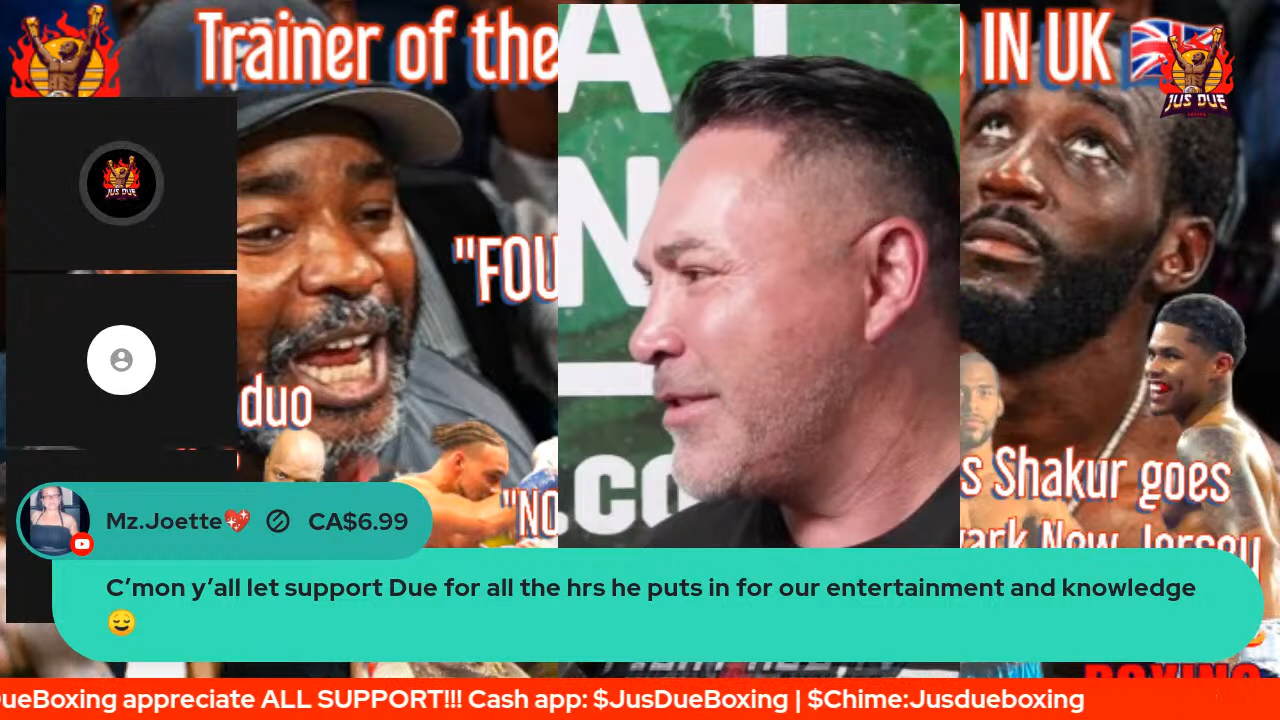 Trainer of the
IN UK
JUS DUE
"FOU
duo
"NO
.co
s Shakur goes
Mz.Joette💖 CA$6.99
C’mon y’all let support Due for all the hrs he puts in for our entertainment and knowledge
😌
BOXING
DueBoxing appreciate ALL SUPPORT!!! Cash app: $JusDueBoxing | $Chime:Jusdueboxing